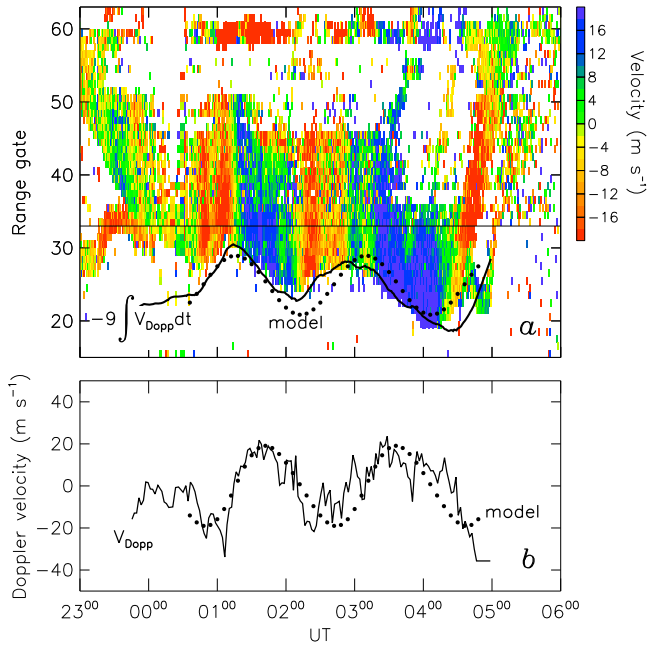 60
50
40
30
20
Range gate
−9∫V_Dopp dt
model
a
16
12
8
4
0
−4
−8
−12
−16
Velocity (m s⁻¹)
40
20
0
−20
−40
Doppler velocity (m s⁻¹)
V_Dopp
model
b
23⁰⁰ 00⁰⁰ 01⁰⁰ 02⁰⁰ 03⁰⁰ 04⁰⁰ 05⁰⁰ 06⁰⁰
UT